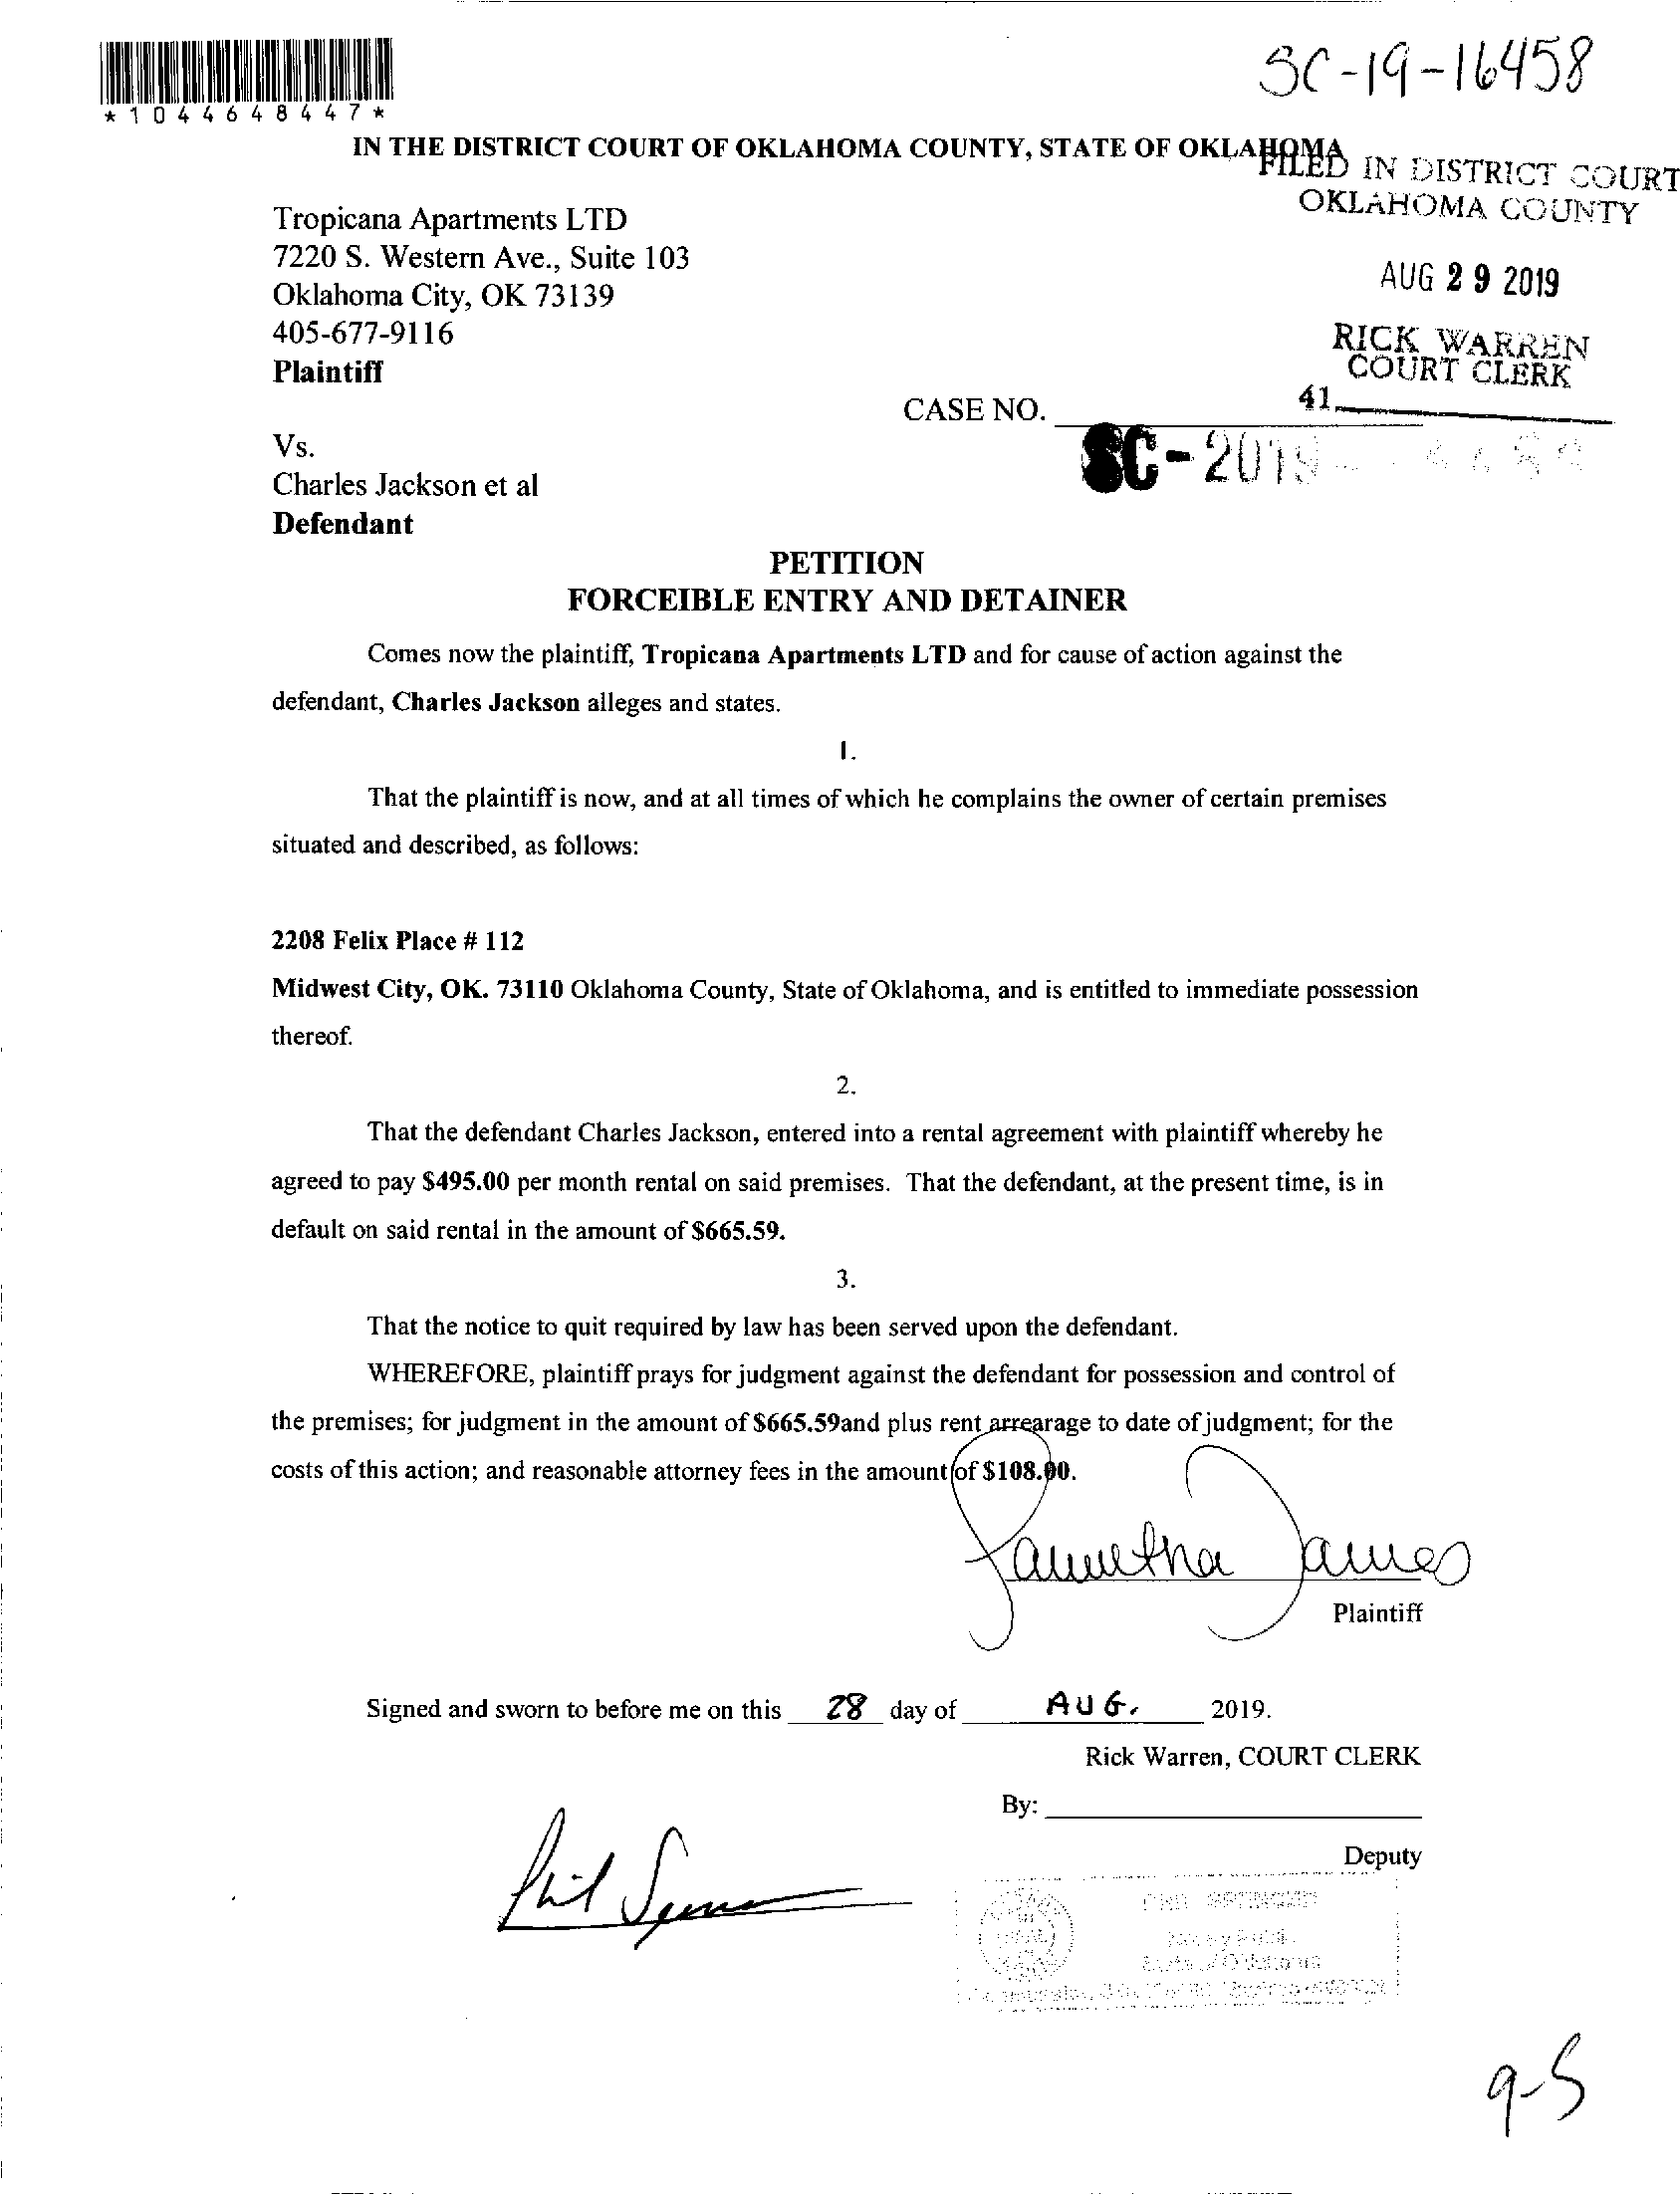 SC-19-16458
*1044648447*
IN THE DISTRICT COURT OF OKLAHOMA COUNTY, STATE OF OKLAHOMA
FILED IN DISTRICT COURT
OKLAHOMA COUNTY
Tropicana Apartments LTD
7220 S. Western Ave., Suite 103
Oklahoma City, OK 73139
405-677-9116
Plaintiff
AUG 29 2019
RICK WARREN
COURT CLERK
41
CASE NO.
SC-2019-
Vs.
Charles Jackson et al
Defendant
PETITION
FORCEIBLE ENTRY AND DETAINER
Comes now the plaintiff, Tropicana Apartments LTD and for cause of action against the
defendant, Charles Jackson alleges and states.
1.
That the plaintiff is now, and at all times of which he complains the owner of certain premises
situated and described, as follows:
2208 Felix Place # 112
Midwest City, OK. 73110 Oklahoma County, State of Oklahoma, and is entitled to immediate possession
thereof.
2.
That the defendant Charles Jackson, entered into a rental agreement with plaintiff whereby he
agreed to pay $495.00 per month rental on said premises. That the defendant, at the present time, is in
default on said rental in the amount of $665.59.
3.
That the notice to quit required by law has been served upon the defendant.
WHEREFORE, plaintiff prays for judgment against the defendant for possession and control of
the premises; for judgment in the amount of $665.59and plus rent arrearage to date of judgment; for the
costs of this action; and reasonable attorney fees in the amount of $108.00.
James
Plaintiff
Signed and sworn to before me on this 28 day of AUG. 2019.
Rick Warren, COURT CLERK
By:
Deputy
Phil
9-5